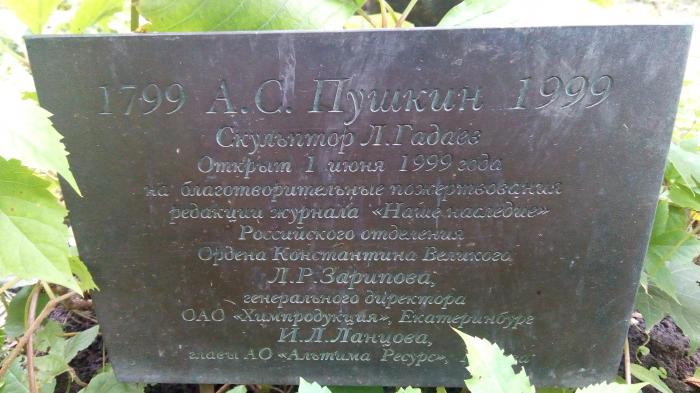 1799 А.С. Пушкин 1999
Скульптор Л.Гадаев
Открыт 1 июня 1999 года
на благотворительные пожертвования
редакции журнала «Наше наследие»
Российского отделения
Ордена Константина Великого,
Л.Р.Зарипова,
генерального директора
ОАО «Химпродукция», Екатеринбург
И.Л.Ланцова,
главы АО «Альтима Ресурс»,